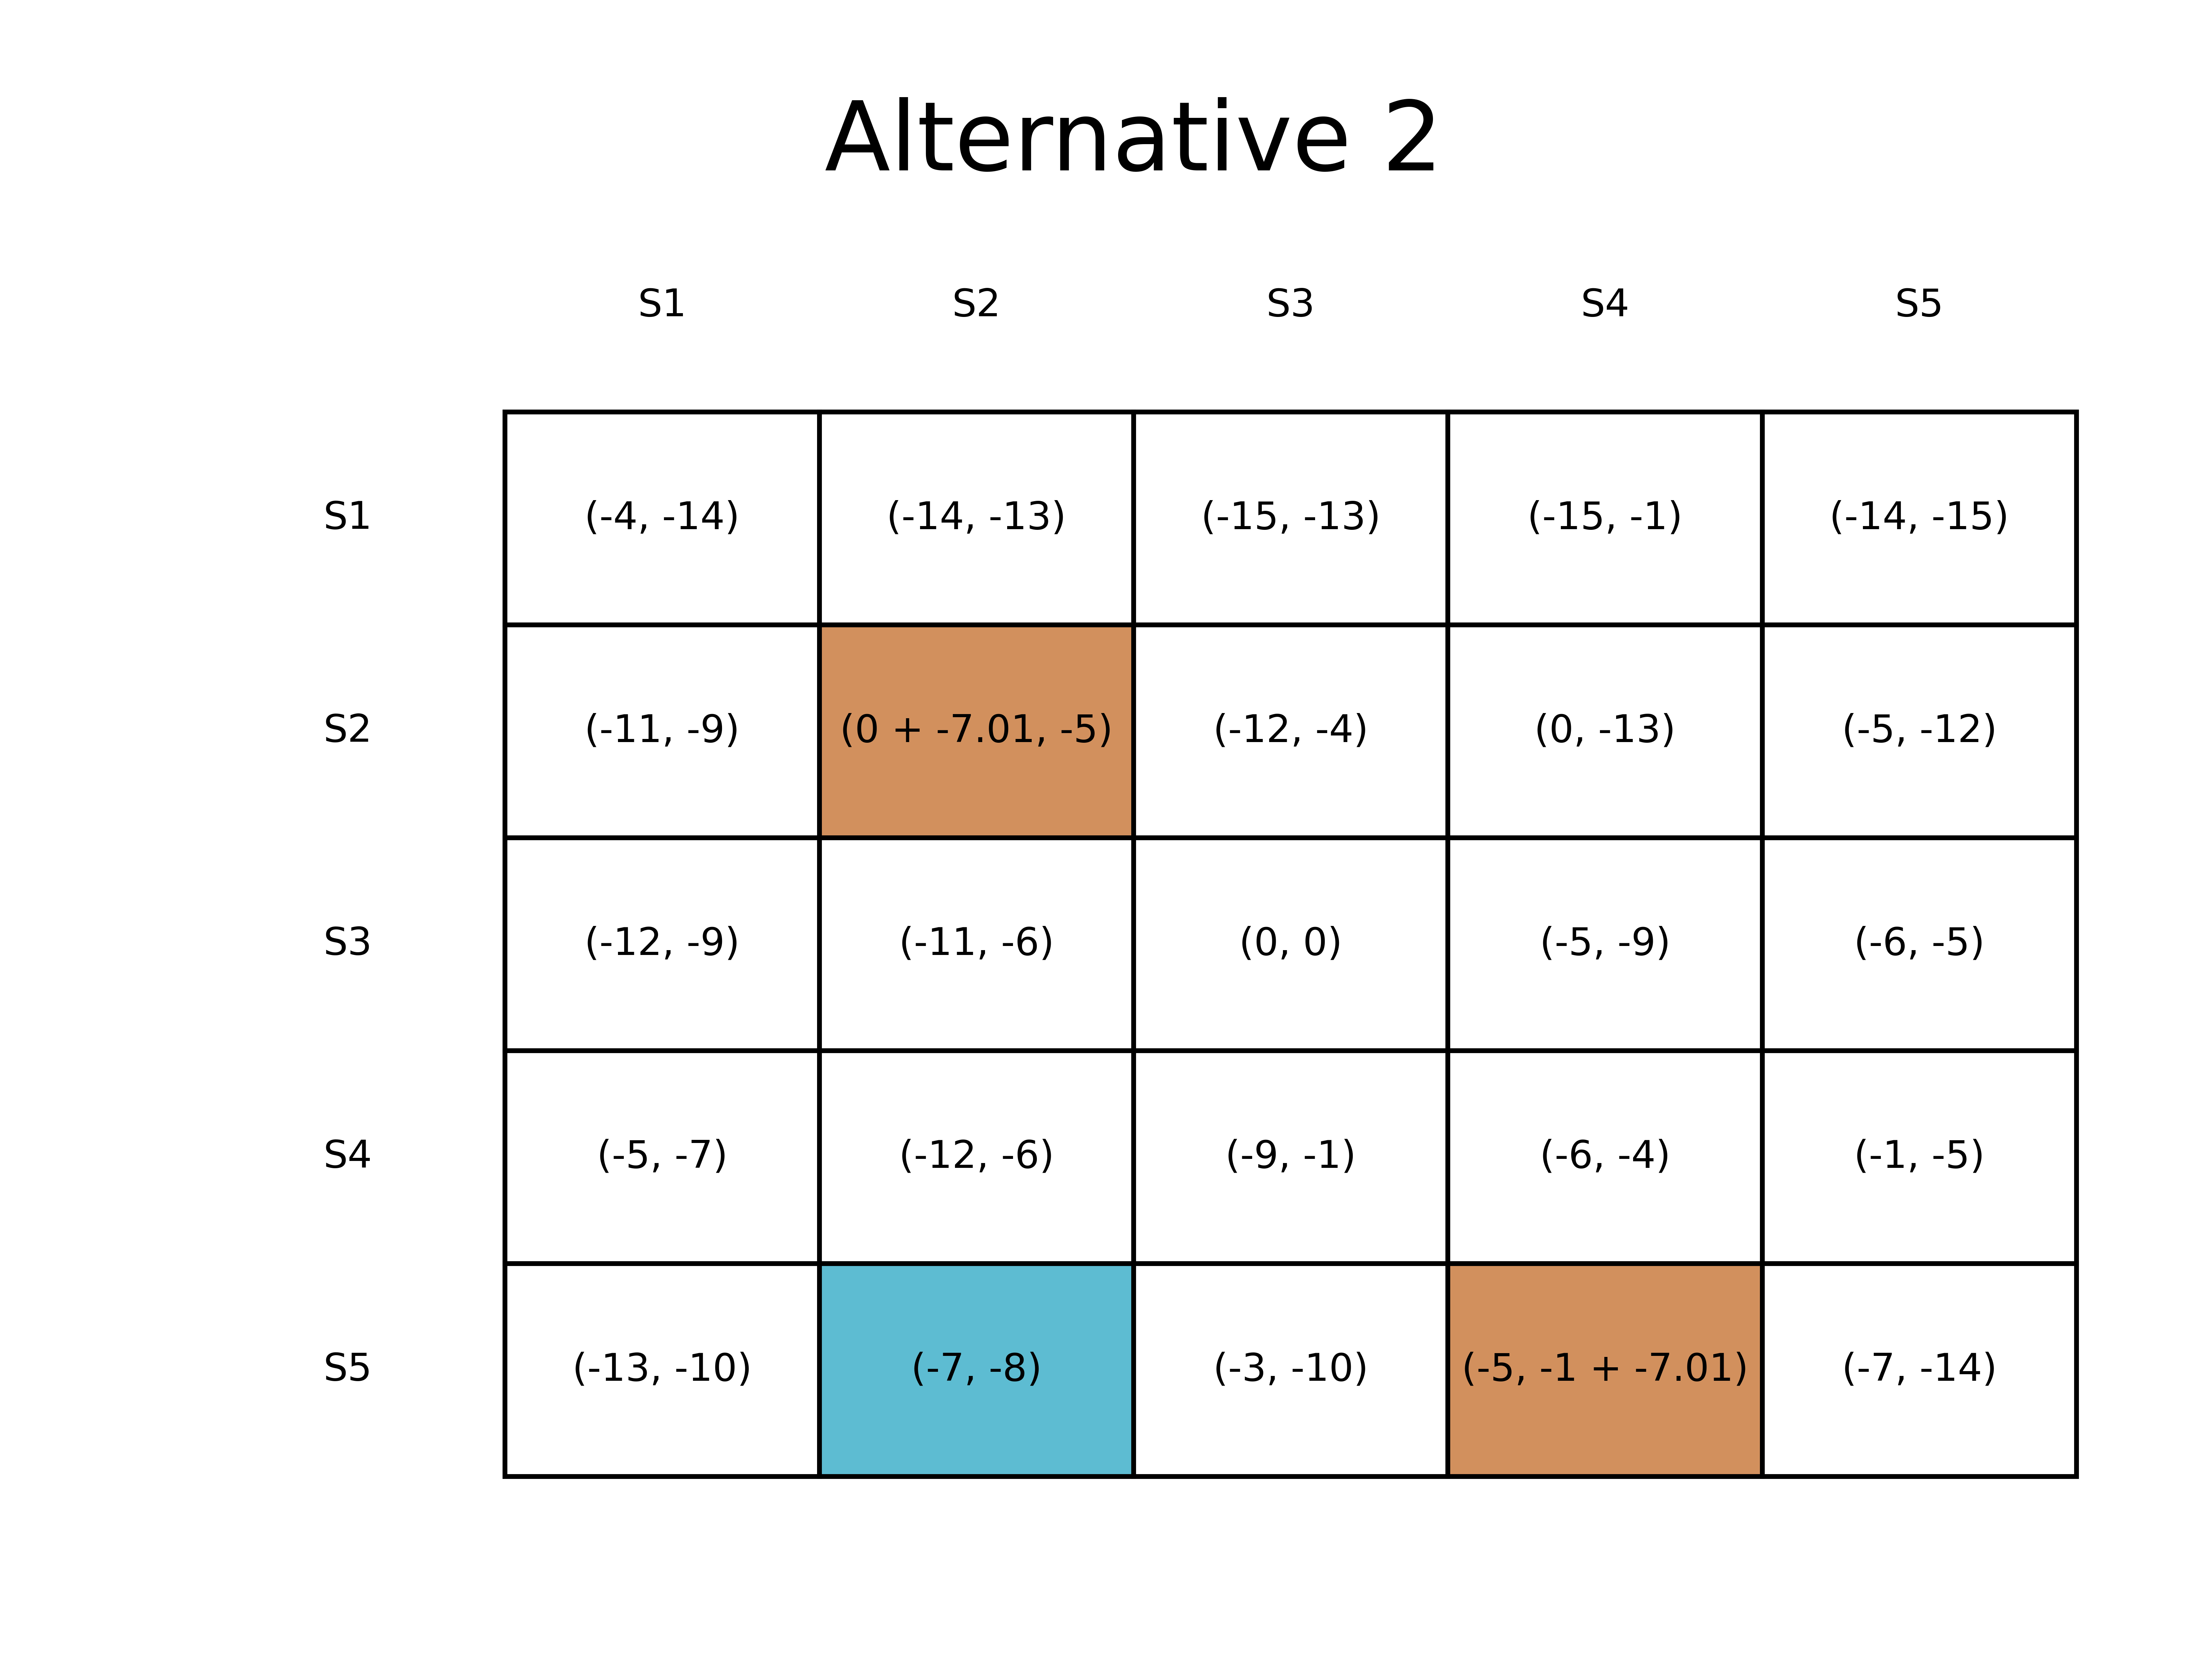 Alternative 2
S1 S2 S3 S4 S5
S1 (-4, -14) (-14, -13) (-15, -13) (-15, -1) (-14, -15)
S2 (-11, -9) (0 + -7.01, -5) (-12, -4) (0, -13) (-5, -12)
S3 (-12, -9) (-11, -6) (0, 0) (-5, -9) (-6, -5)
S4 (-5, -7) (-12, -6) (-9, -1) (-6, -4) (-1, -5)
S5 (-13, -10) (-7, -8) (-3, -10) (-5, -1 + -7.01) (-7, -14)